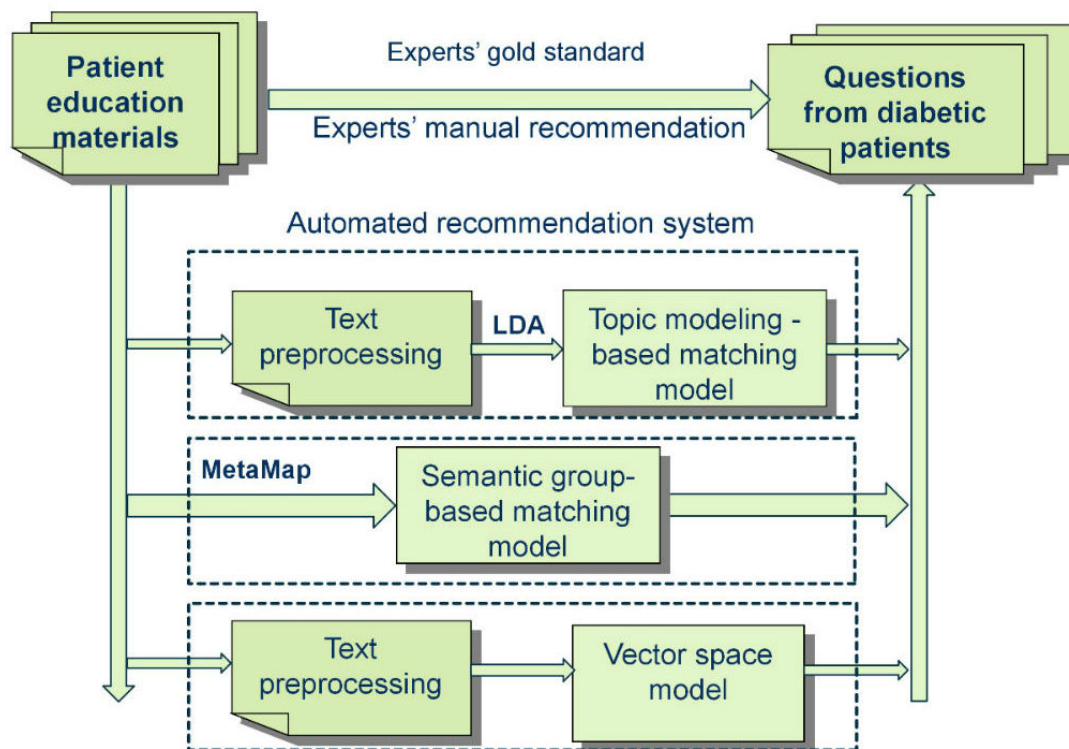 Patient
education
materials
Experts' gold standard
Experts' manual recommendation
Questions
from diabetic
patients
Automated recommendation system
Text
preprocessing
LDA
Topic modeling -
based matching
model
MetaMap
Semantic group-
based matching
model
Text
preprocessing
Vector space
model